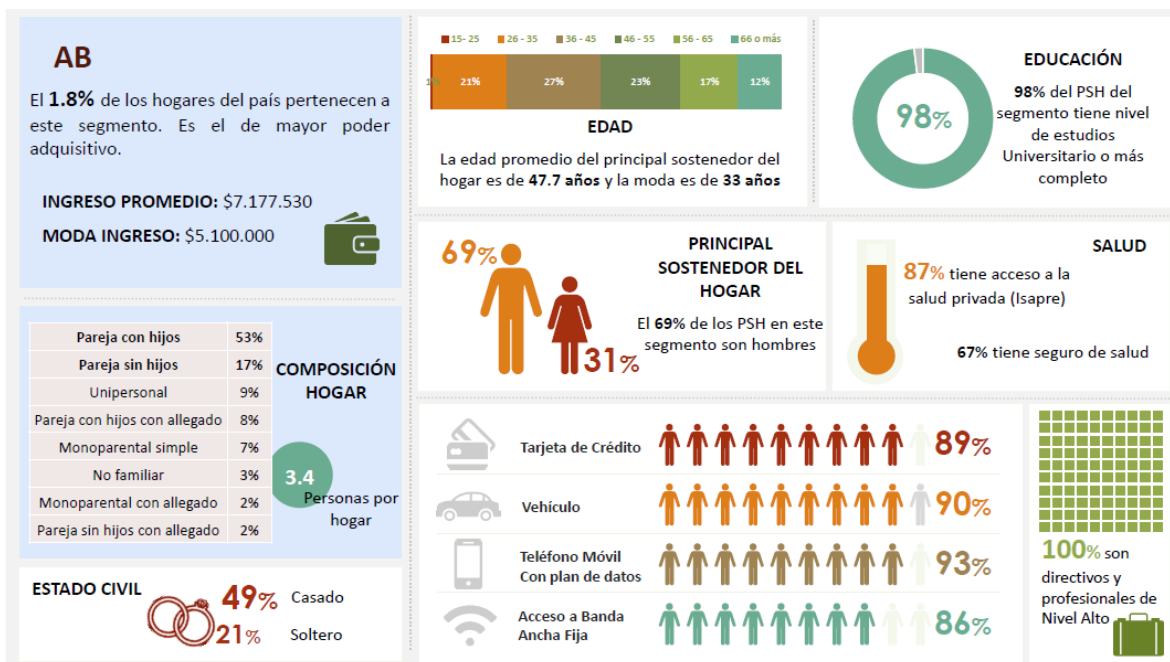 AB
El 1.8% de los hogares del país pertenecen a
este segmento. Es el de mayor poder
adquisitivo.
INGRESO PROMEDIO: $7.177.530
MODA INGRESO: $5.100.000
15- 25 26 - 35 36 - 45 46 - 55 56 - 65 66 o más
21% 27% 23% 17% 12%
EDAD
La edad promedio del principal sostenedor del
hogar es de 47.7 años y la moda es de 33 años
98%
EDUCACIÓN
98% del PSH del
segmento tiene nivel
de estudios
Universitario o más
completo
69%
31%
PRINCIPAL
SOSTENEDOR DEL
HOGAR
El 69% de los PSH en este
segmento son hombres
SALUD
87% tiene acceso a la
salud privada (Isapre)
67% tiene seguro de salud
Pareja con hijos 53%
Pareja sin hijos 17%
Unipersonal 9%
Pareja con hijos con allegado 8%
Monoparental simple 7%
No familiar 3%
Monoparental con allegado 2%
Pareja sin hijos con allegado 2%
COMPOSICIÓN
HOGAR
3.4
Personas por
hogar
ESTADO CIVIL
49% Casado
21% Soltero
Tarjeta de Crédito 89%
Vehículo 90%
Teléfono Móvil
Con plan de datos 93%
Acceso a Banda
Ancha Fija 86%
100% son
directivos y
profesionales de
Nivel Alto